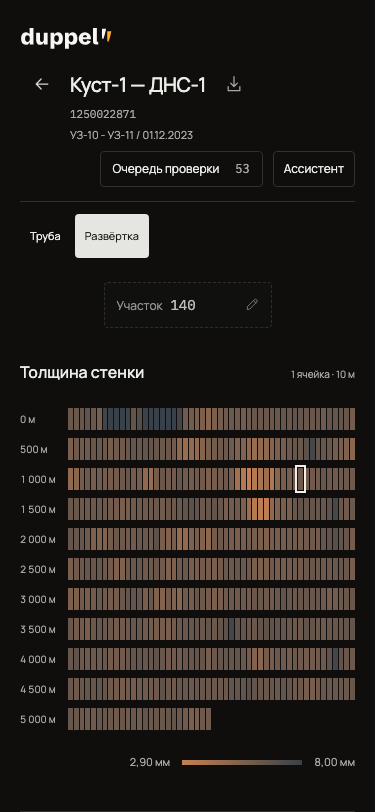 duppel
Куст-1 — ДНС-1
1250022871
УЗ-10 - УЗ-11 / 01.12.2023
Очередь проверки 53
Ассистент
Труба
Развёртка
Участок 140
Толщина стенки
1 ячейка · 10 м
0 м
500 м
1 000 м
1 500 м
2 000 м
2 500 м
3 000 м
3 500 м
4 000 м
4 500 м
5 000 м
2,90 мм
8,00 мм